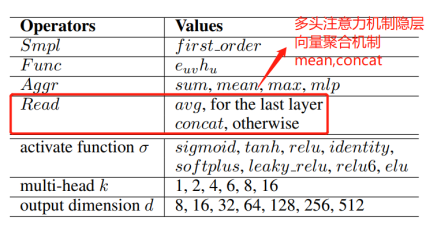 Operators Values
Smpl first_order
Func e_{uv}h_u
Aggr sum, mean, max, mlp
Read avg, for the last layer
concat, otherwise
activate function σ sigmoid, tanh, relu, identity,
softplus, leaky_relu, relu6, elu
multi-head k 1, 2, 4, 6, 8, 16
output dimension d 8, 16, 32, 64, 128, 256, 512
多头注意力机制隐层
向量聚合机制
mean,concat